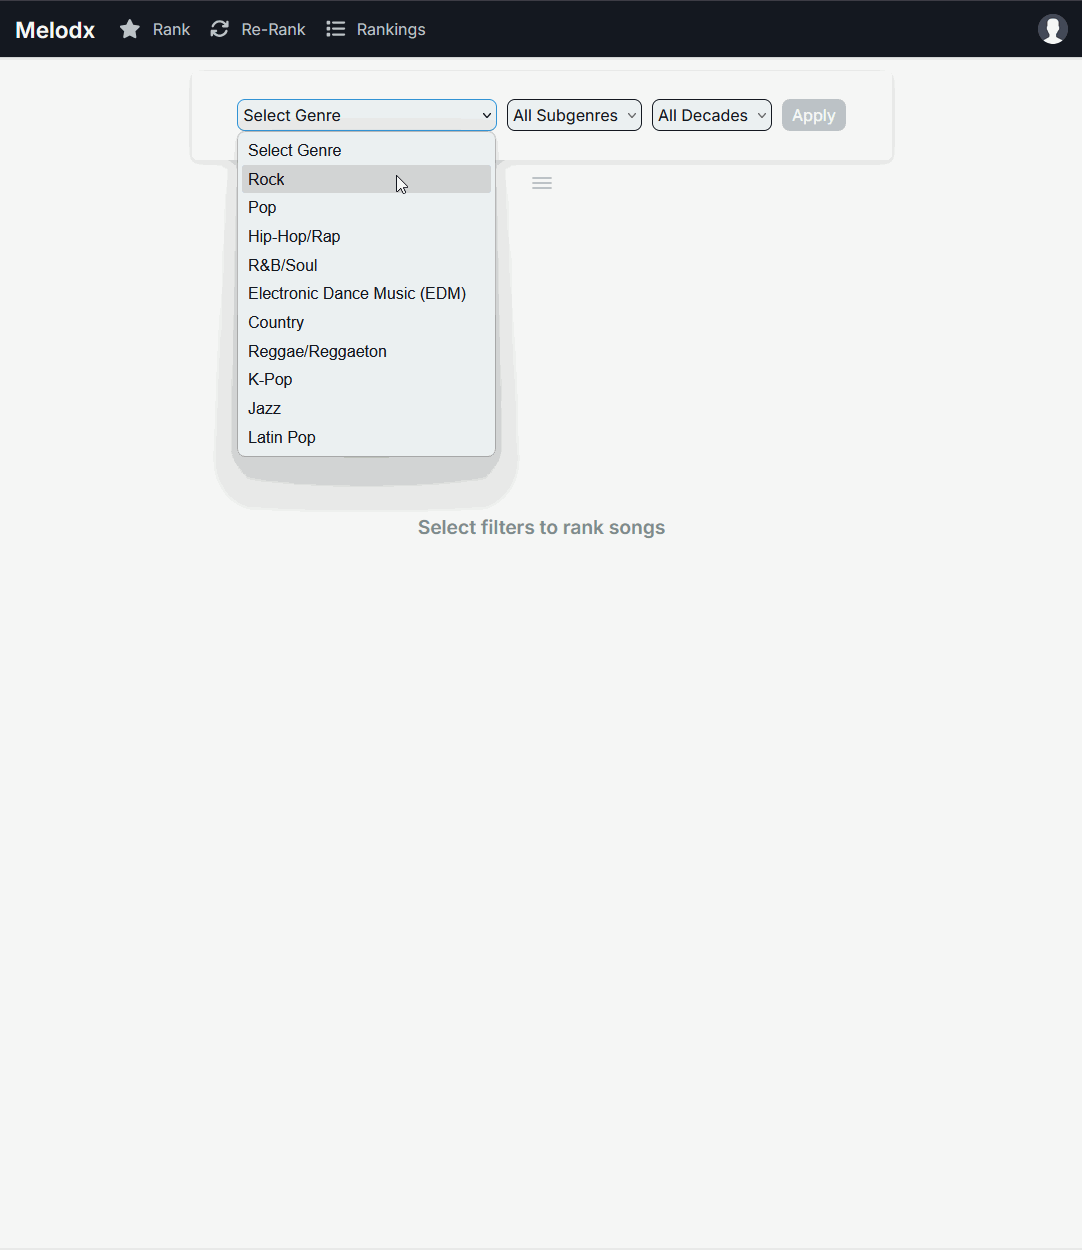 Melodx Rank Re-Rank Rankings
Select Genre All Subgenres All Decades Apply
Select Genre
Rock
Pop
Hip-Hop/Rap
R&B/Soul
Electronic Dance Music (EDM)
Country
Reggae/Reggaeton
K-Pop
Jazz
Latin Pop
Select filters to rank songs